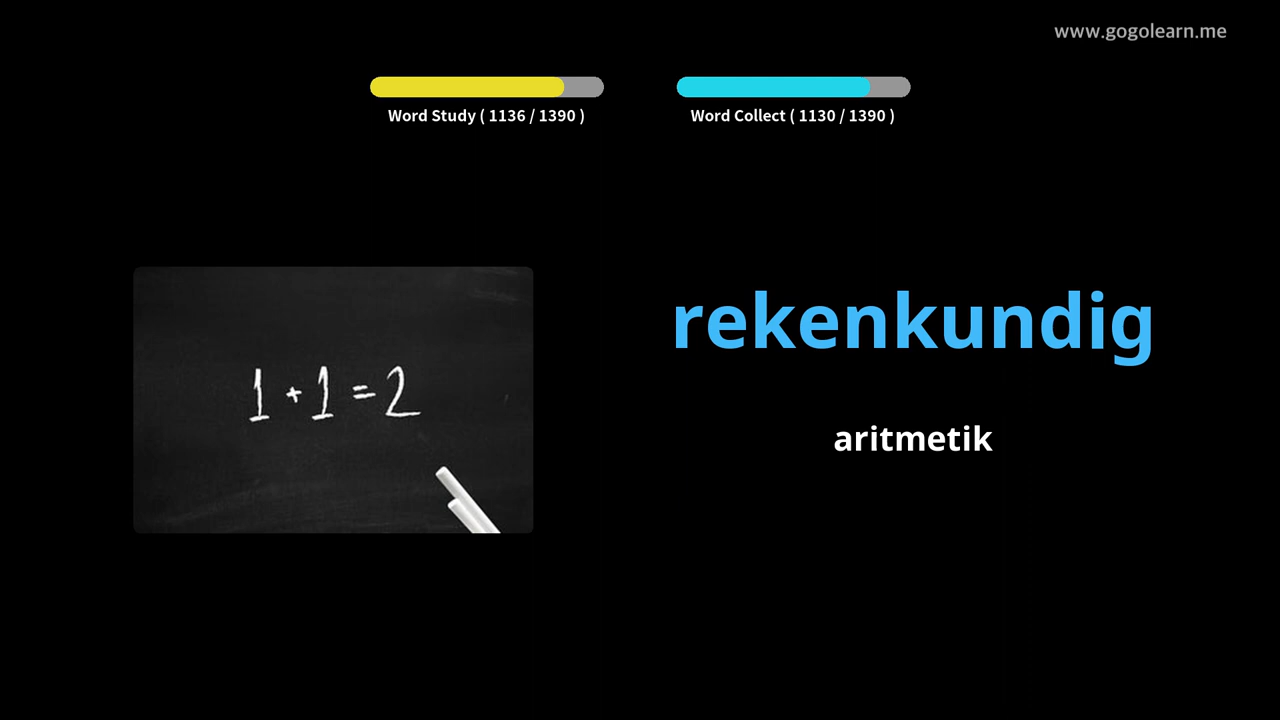 www.gogolearn.me
Word Study ( 1136 / 1390 )
Word Collect ( 1130 / 1390 )
1 + 1 = 2
rekenkundig
aritmetik